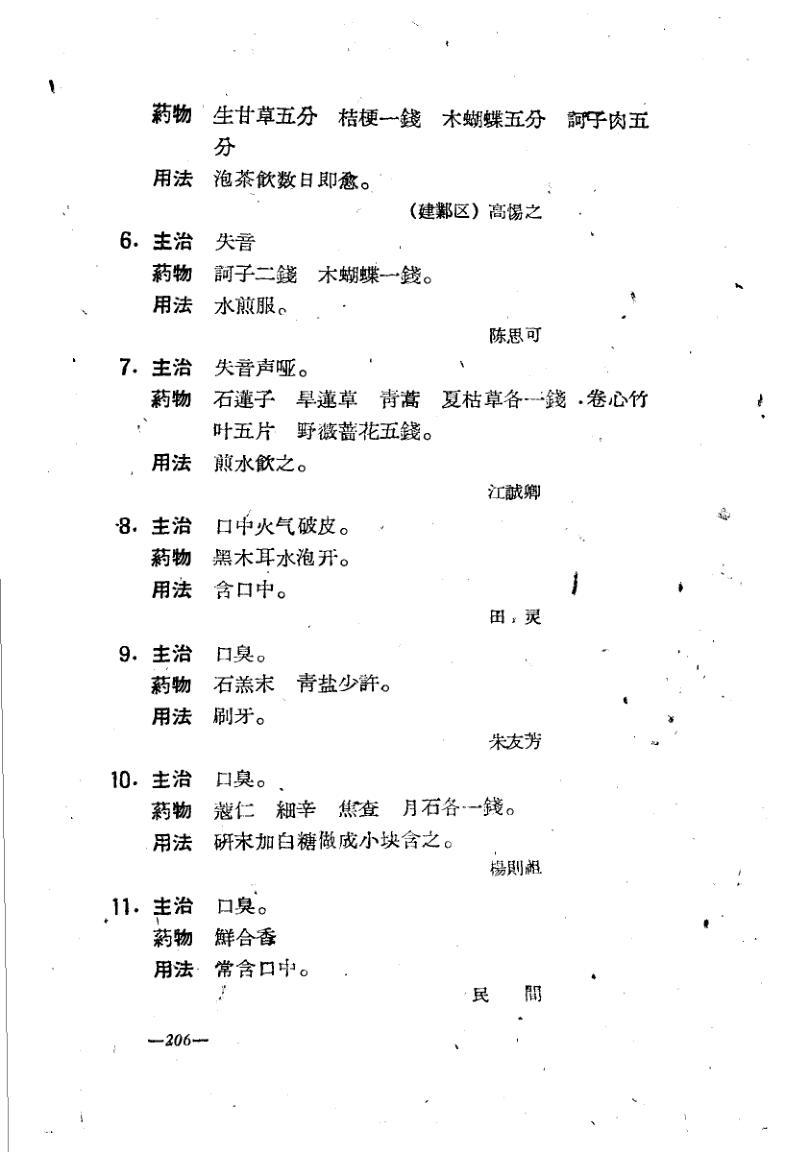 葯物 生甘草五分 桔梗一錢 木蝴蝶五分 訶子肉五
分
用法 泡茶飲数日即愈。
(建鄴区) 高惕之
6. 主治 失音
葯物 訶子二錢 木蝴蝶一錢。
用法 水煎服。
陈思可
7. 主治 失音声哑。
葯物 石蓮子 旱蓮草 青蒿 夏枯草各一錢 卷心竹
叶五片 野薇薔花五錢。
用法 煎水飲之。
江誠卿
8. 主治 口中火气破皮。
葯物 黑木耳水泡开。
用法 含口中。
田 灵
9. 主治 口臭。
葯物 石羔末 青盐少許。
用法 刷牙。
朱友芳
10. 主治 口臭。
葯物 蔻仁 細辛 焦查 月石各一錢。
用法 研末加白糖做成小块含之。
楊則組
11. 主治 口臭。
葯物 鮮合香
用法 常含口中。
民 間
—206—